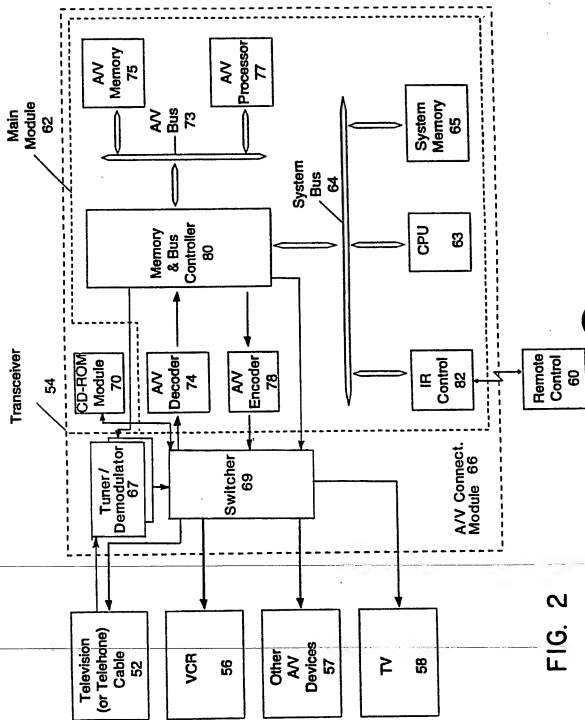 Main
Module
62
Transceiver
54
A/V
Memory
75
A/V
Bus
73
A/V
Processor
77
Memory
& Bus
Controller
80
CD-ROM
Module
70
A/V
Decoder
74
A/V
Encoder
78
System
Bus
64
System
Memory
65
CPU
63
IR
Control
82
Remote
Control
60
Tuner/
Demodulator
67
Switcher
69
A/V Connect.
Module 66
Television
(or Telehone)
Cable
52
VCR
56
Other
A/V
Devices
57
TV
58
FIG. 2